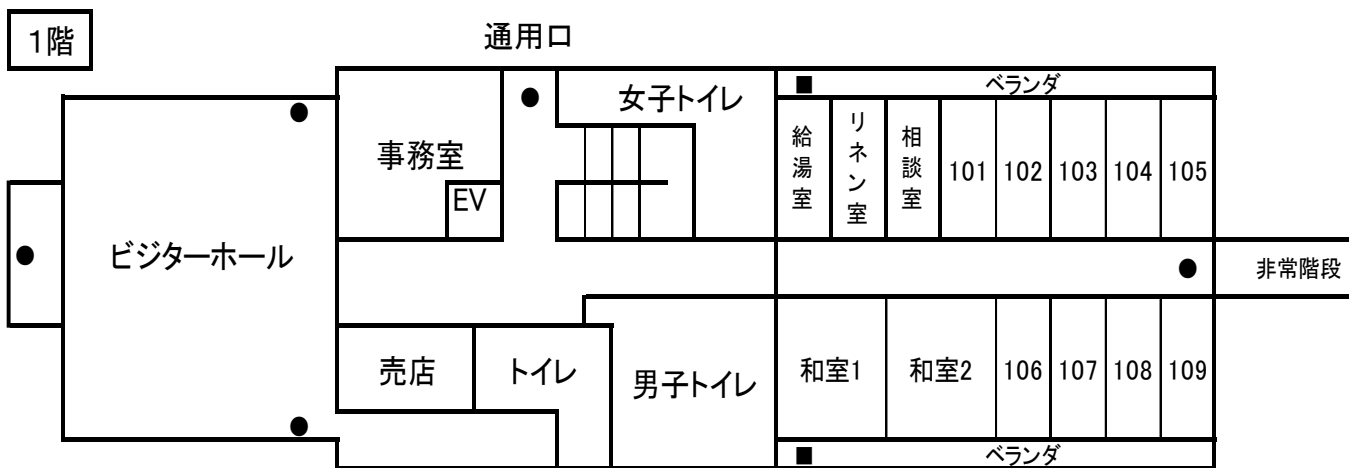 1階
通用口
ベランダ
女子トイレ
事務室
EV
給湯室
リネン室
相談室
101
102
103
104
105
ビジターホール
非常階段
売店
トイレ
男子トイレ
和室1
和室2
106
107
108
109
ベランダ